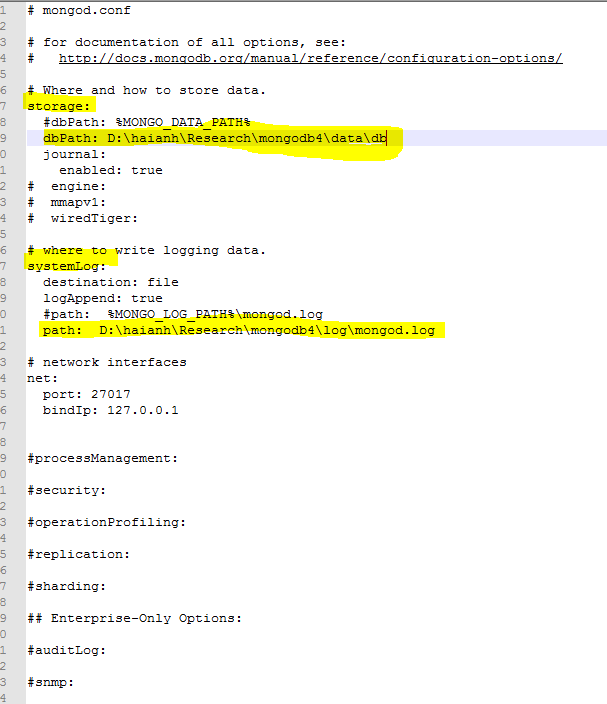 # mongod.conf
# for documentation of all options, see:
#   http://docs.mongodb.org/manual/reference/configuration-options/
# Where and how to store data.
storage:
  #dbPath: %MONGO_DATA_PATH%
  dbPath: D:\haianh\Research\mongodb4\data\db
  journal:
    enabled: true
#  engine:
#  mmapv1:
#  wiredTiger:
# where to write logging data.
systemLog:
  destination: file
  logAppend: true
  #path:  %MONGO_LOG_PATH%\mongod.log
  path:  D:\haianh\Research\mongodb4\log\mongod.log
# network interfaces
net:
  port: 27017
  bindIp: 127.0.0.1
#processManagement:
#security:
#operationProfiling:
#replication:
#sharding:
## Enterprise-Only Options:
#auditLog:
#snmp: